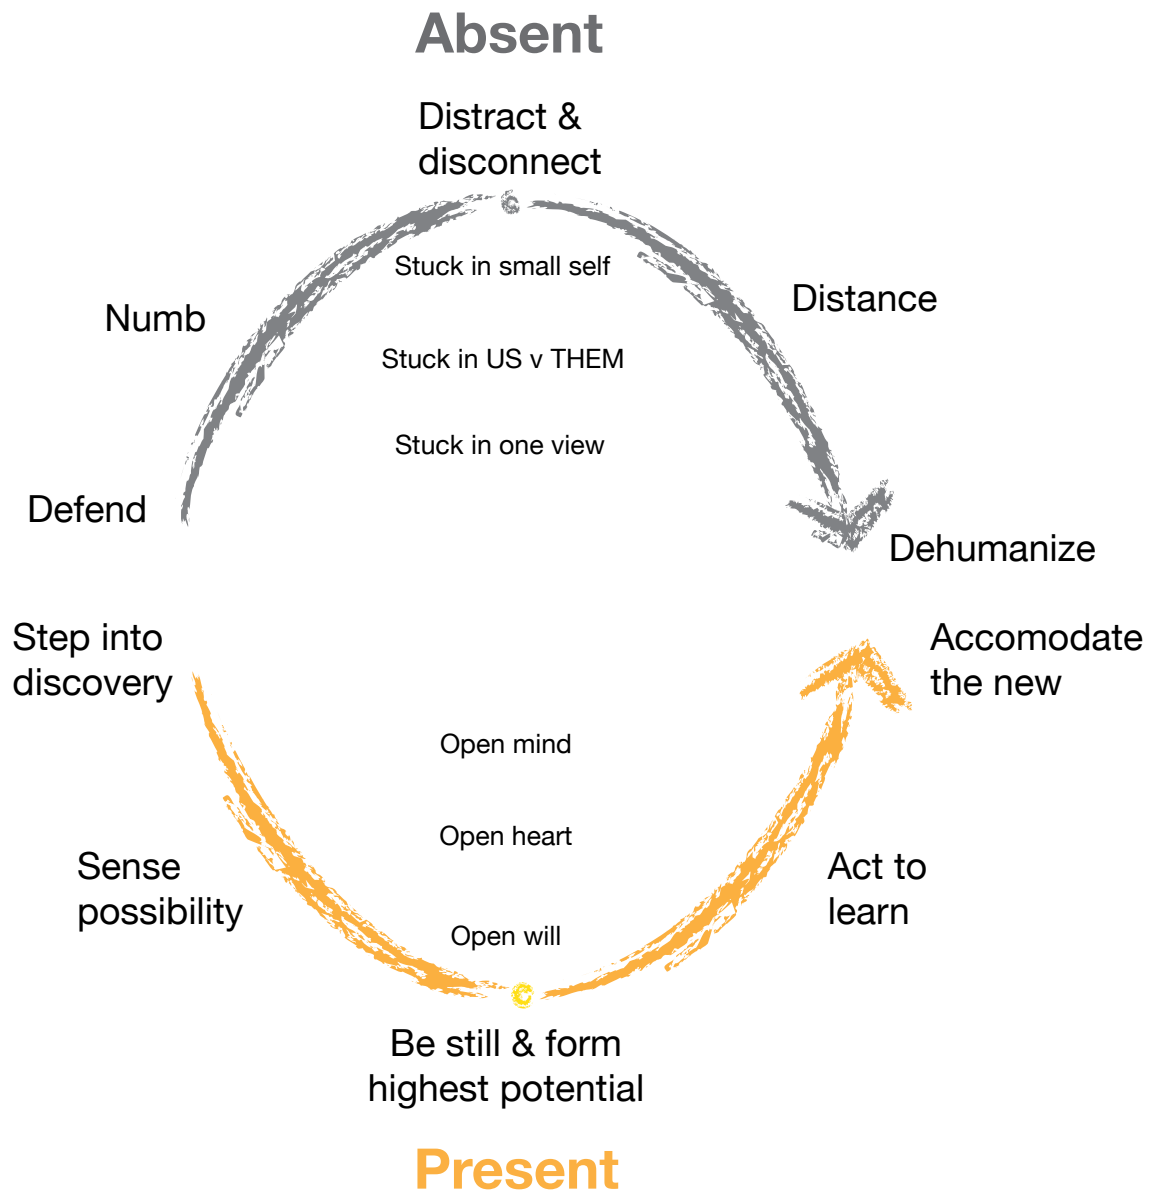 Absent
Distract &
disconnect
Stuck in small self
Numb
Distance
Stuck in US v THEM
Stuck in one view
Defend
Dehumanize
Step into
discovery
Accomodate
the new
Open mind
Open heart
Sense
possibility
Act to
learn
Open will
Be still & form
highest potential
Present